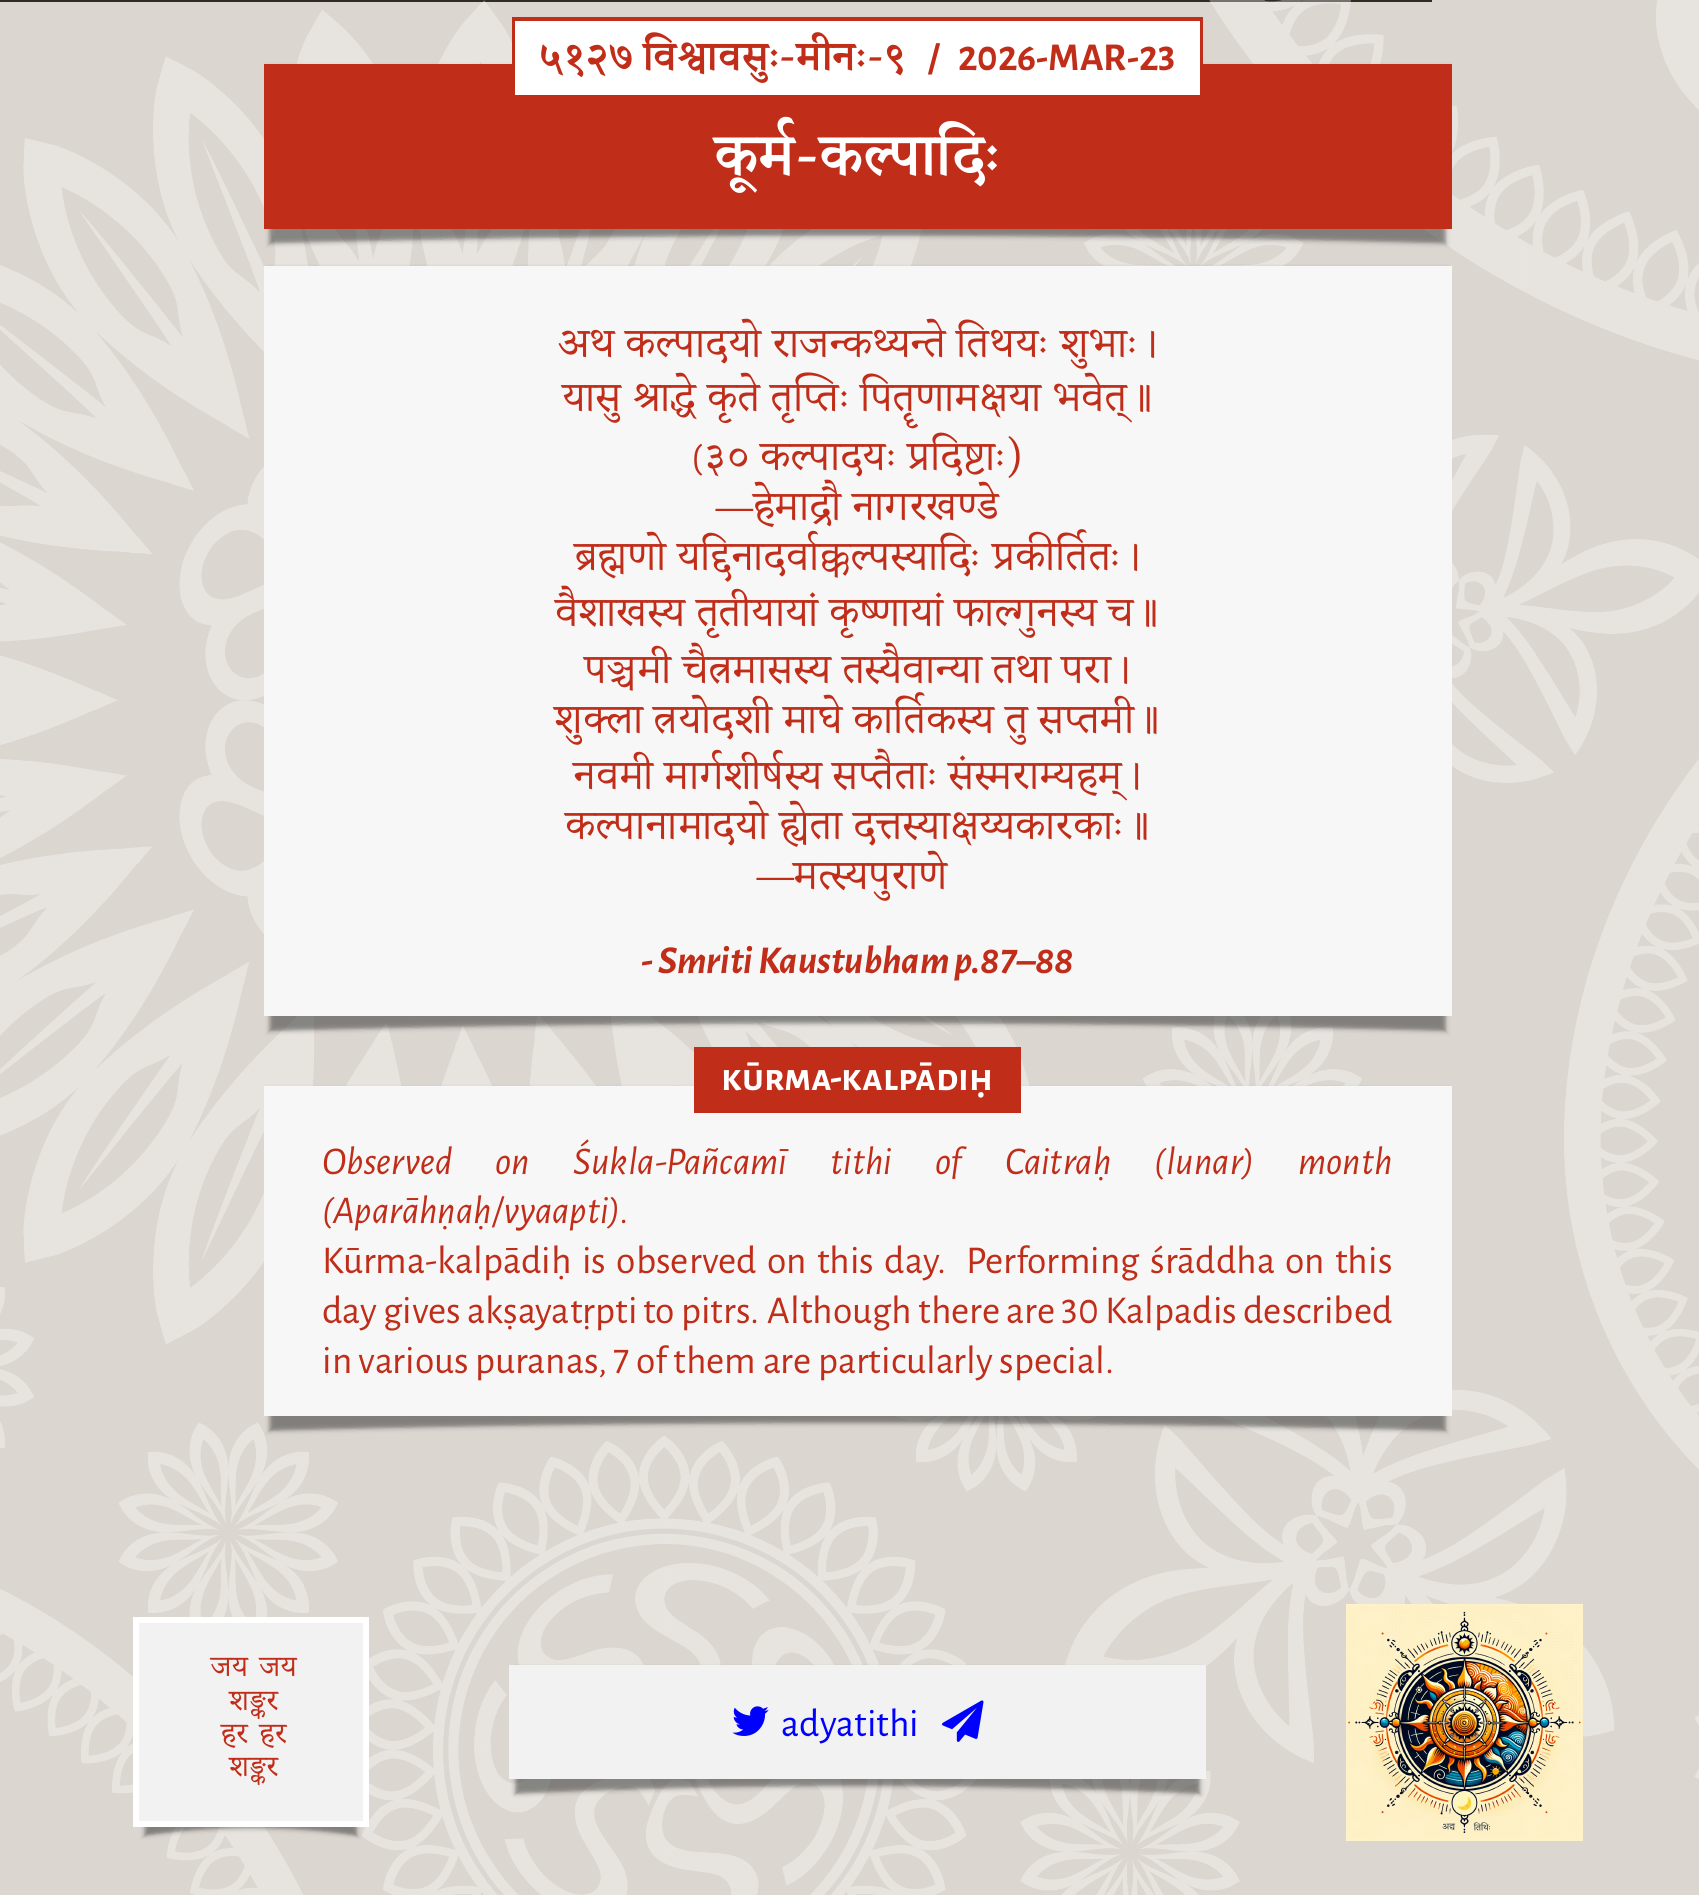 ५१२७ विश्वावसुः-मीनः-९ / 2026-MAR-23
कूर्म-कल्पादिः
अथ कल्पादयो राजन्कथ्यन्ते तिथयः शुभाः।
यासु श्राद्धे कृते तृप्तिः पितॄणामक्षया भवेत्॥
(३० कल्पादयः प्रदिष्टाः)
—हेमाद्रौ नागरखण्डे
ब्रह्मणो यद्दिनादर्वाक्कल्पस्यादिः प्रकीर्तितः।
वैशाखस्य तृतीयायां कृष्णायां फाल्गुनस्य च॥
पञ्चमी चैत्रमासस्य तस्यैवान्या तथा परा।
शुक्ला त्रयोदशी माघे कार्तिकस्य तु सप्तमी॥
नवमी मार्गशीर्षस्य सप्तैताः संस्मराम्यहम्।
कल्पानामादयो ह्येता दत्तस्याक्षय्यकारकाः॥
—मत्स्यपुराणे
- Smriti Kaustubham p.87–88
KŪRMA-KALPĀDIḤ
Observed on Śukla-Pañcamī tithi of Caitraḥ (lunar) month
(Aparāhṇaḥ/vyaapti).
Kūrma-kalpādiḥ is observed on this day. Performing śrāddha on this
day gives akṣayatṛpti to pitrs. Although there are 30 Kalpadis described
in various puranas, 7 of them are particularly special.
जय जय
शङ्कर
हर हर
शङ्कर
adyatithi
अद्य तिथिः